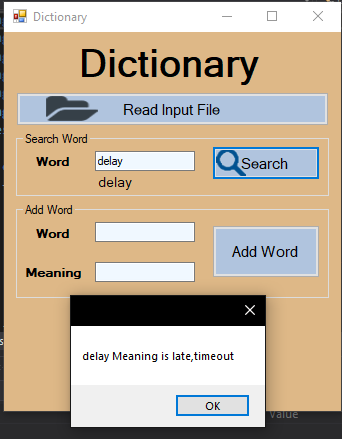 Dictionary
Dictionary
Read Input File
Search Word
Word
delay
Search
delay
Add Word
Word
Add Word
Meaning
delay Meaning is late,timeout
OK
Value